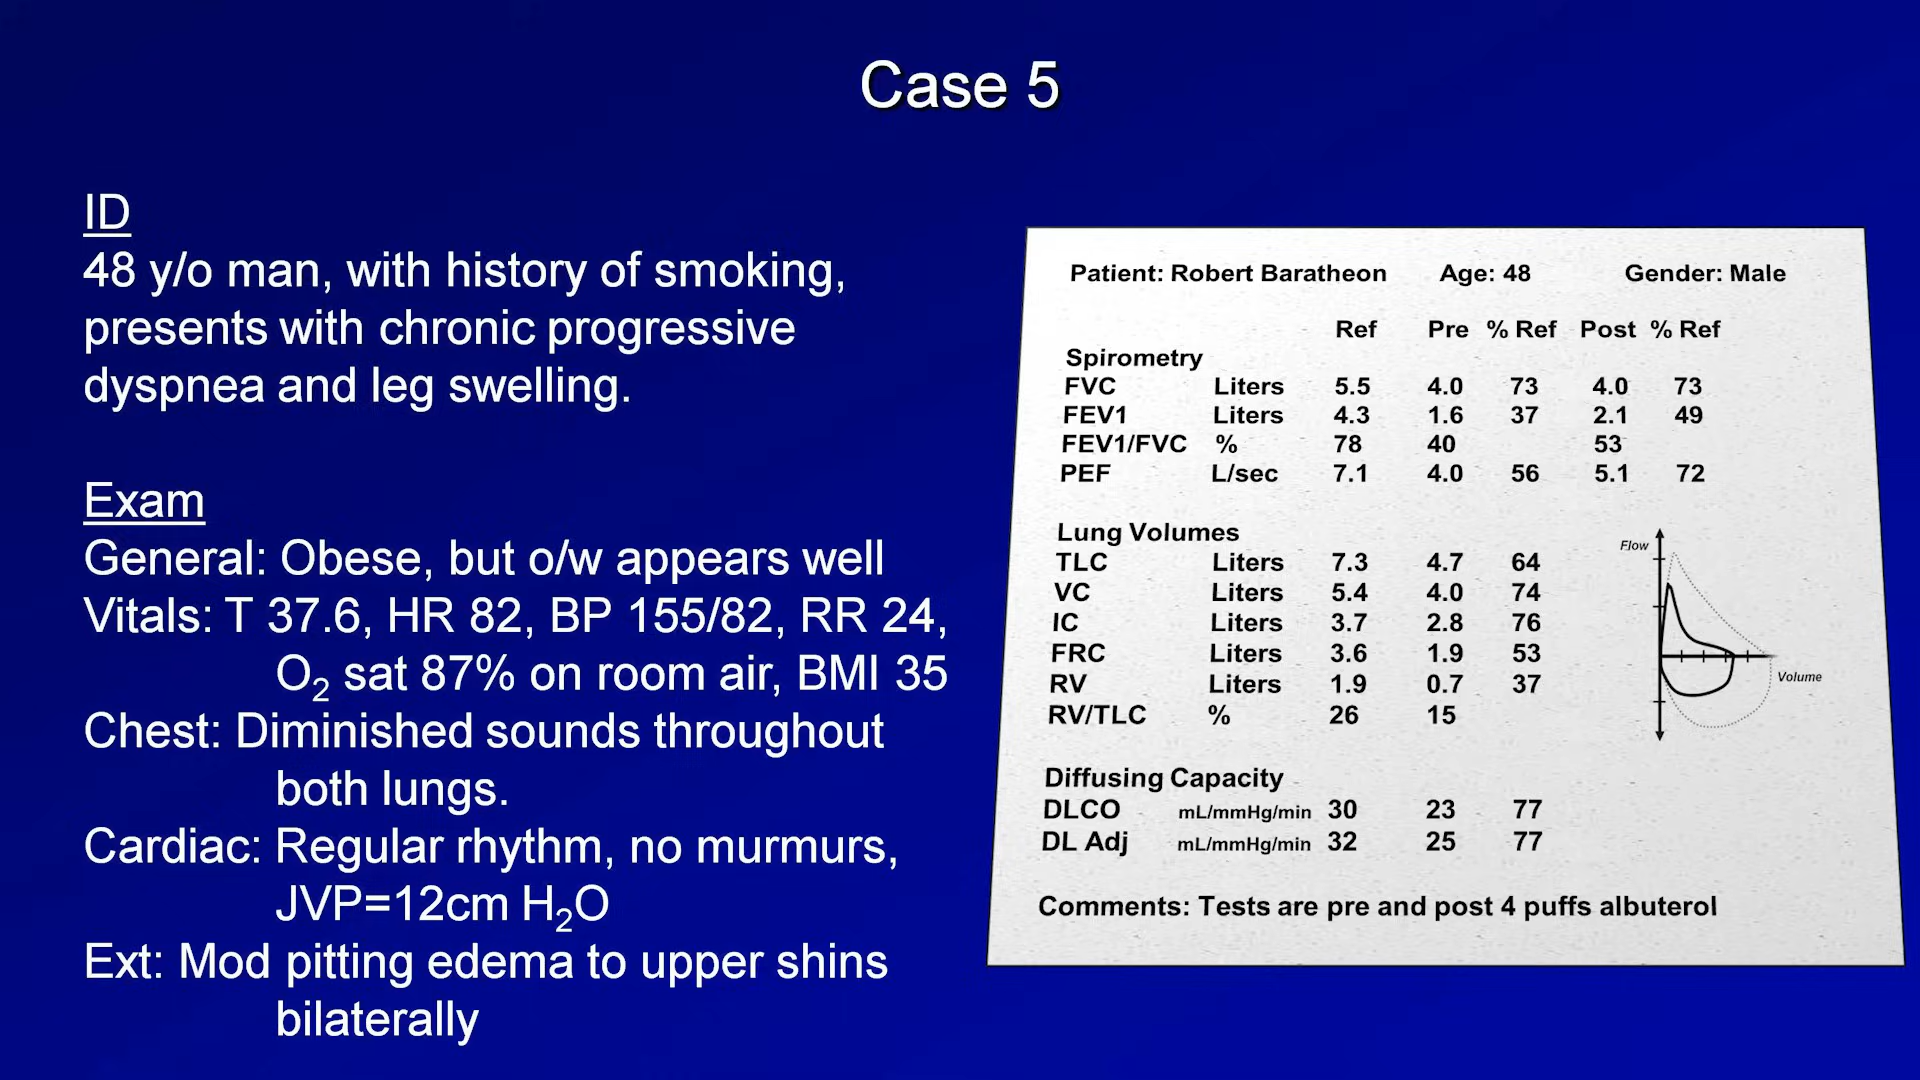 Case 5
ID
48 y/o man, with history of smoking,
presents with chronic progressive
dyspnea and leg swelling.
Exam
General: Obese, but o/w appears well
Vitals: T 37.6, HR 82, BP 155/82, RR 24,
O₂ sat 87% on room air, BMI 35
Chest: Diminished sounds throughout
both lungs.
Cardiac: Regular rhythm, no murmurs,
JVP=12cm H₂O
Ext: Mod pitting edema to upper shins
bilaterally
Patient: Robert Baratheon Age: 48 Gender: Male
Ref Pre % Ref Post % Ref
Spirometry
FVC Liters 5.5 4.0 73 4.0 73
FEV1 Liters 4.3 1.6 37 2.1 49
FEV1/FVC % 78 40 53
PEF L/sec 7.1 4.0 56 5.1 72
Lung Volumes
TLC Liters 7.3 4.7 64
VC Liters 5.4 4.0 74
IC Liters 3.7 2.8 76
FRC Liters 3.6 1.9 53
RV Liters 1.9 0.7 37
RV/TLC % 26 15
Flow
Volume
Diffusing Capacity
DLCO mL/mmHg/min 30 23 77
DL Adj mL/mmHg/min 32 25 77
Comments: Tests are pre and post 4 puffs albuterol